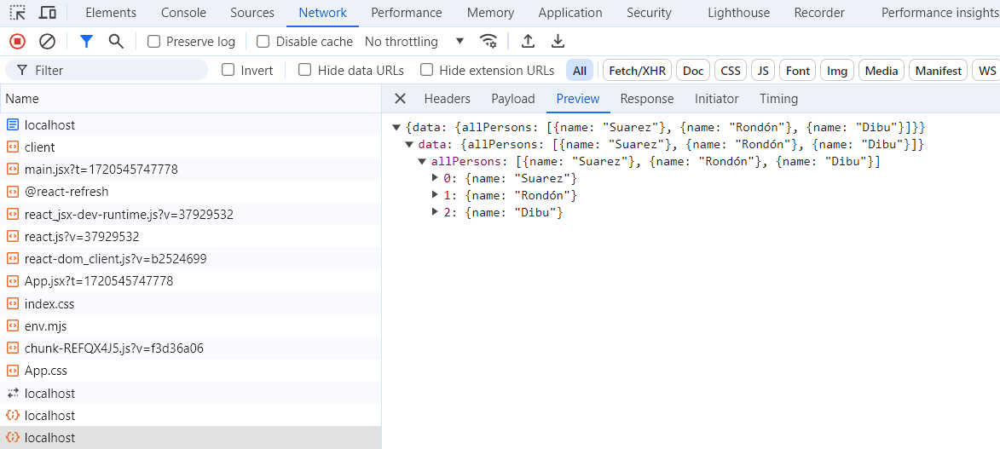 Elements Console Sources Network Performance Memory Application Security Lighthouse Recorder Performance insights
Preserve log Disable cache No throttling
Filter Invert Hide data URLs Hide extension URLs All Fetch/XHR Doc CSS JS Font Img Media Manifest WS
Name
localhost
client
main.jsx?t=1720545747778
@react-refresh
react_jsx-dev-runtime.js?v=37929532
react.js?v=37929532
react-dom_client.js?v=b2524699
App.jsx?t=1720545747778
index.css
env.mjs
chunk-REFQX4J5.js?v=f3d36a06
App.css
localhost
localhost
localhost
Headers Payload Preview Response Initiator Timing
{data: {allPersons: [{name: "Suarez"}, {name: "Rondón"}, {name: "Dibu"}]}}
data: {allPersons: [{name: "Suarez"}, {name: "Rondón"}, {name: "Dibu"}]}
allPersons: [{name: "Suarez"}, {name: "Rondón"}, {name: "Dibu"}]
0: {name: "Suarez"}
1: {name: "Rondón"}
2: {name: "Dibu"}